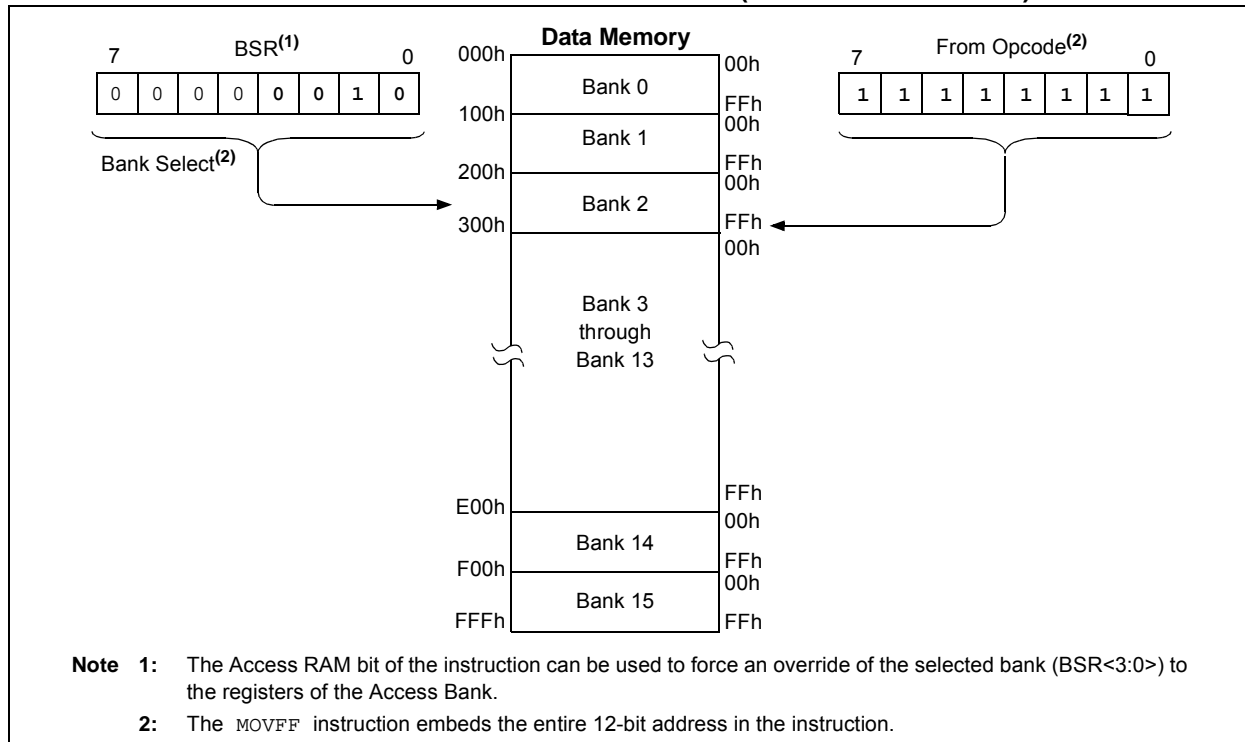 Data Memory
7 BSR(1) 0
0 0 0 0 0 0 1 0
Bank Select(2)
7 From Opcode(2) 0
1 1 1 1 1 1 1 1
000h
00h
Bank 0
FFh
100h
00h
Bank 1
FFh
200h
00h
Bank 2
FFh
300h
00h
Bank 3
through
Bank 13
FFh
E00h
00h
Bank 14
FFh
F00h
00h
Bank 15
FFFh
FFh
Note 1: The Access RAM bit of the instruction can be used to force an override of the selected bank (BSR<3:0>) to
the registers of the Access Bank.
2: The MOVFF instruction embeds the entire 12-bit address in the instruction.